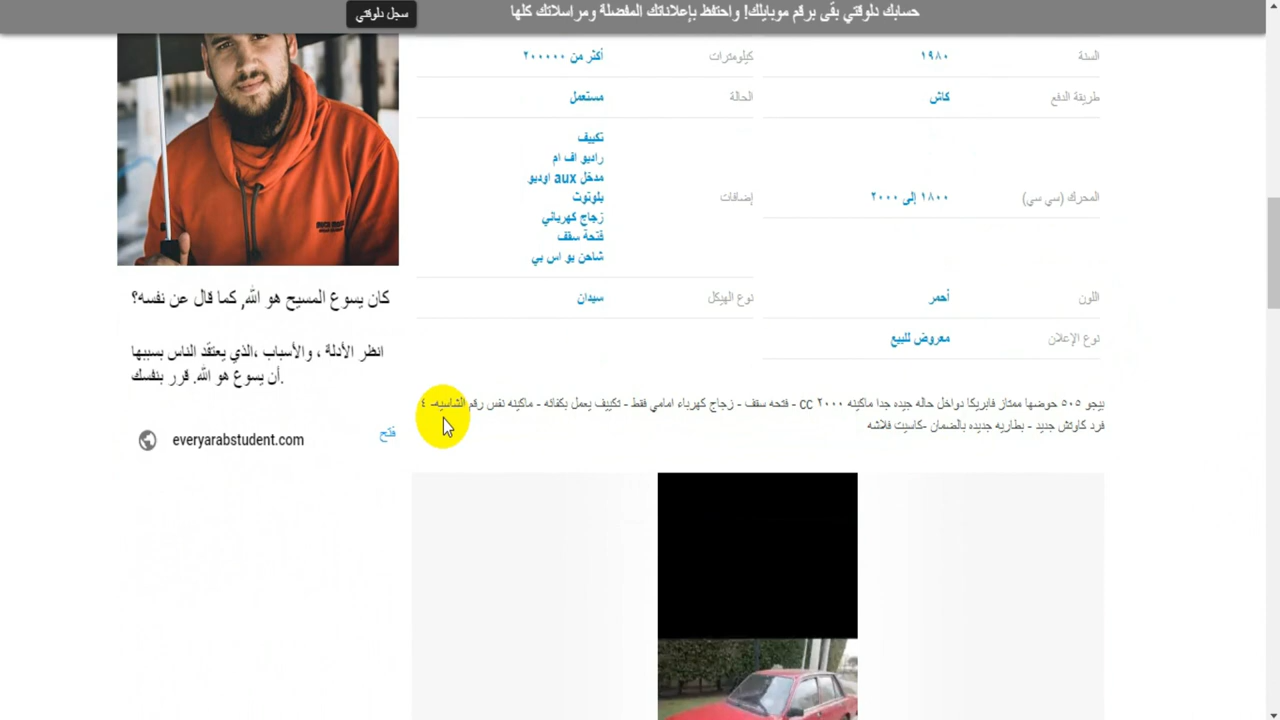 حسابك دلوقتي بقى برقم موبايلك! واحتفظ بإعلاناتك المفضلة ومراسلاتك كلها
سجل دلوقتي
السنة ١٩٨٠
كيلومترات أكثر من ٢٠٠٠٠٠
طريقة الدفع كاش
الحالة مستعمل
المحرك (سي سي) ١٨٠٠ إلى ٢٠٠٠
إضافات
تكييف
راديو اف ام
مدخل aux اوديو
بلوتوث
زجاج كهربائي
فتحة سقف
شاحن يو اس بي
اللون أحمر
نوع الهيكل سيدان
نوع الإعلان معروض للبيع
بيجو ٥٠٥ حوضها ممتاز فابريكا دواخل حاله جيده جدا ماكينه ٢٠٠٠ cc - فتحه سقف - زجاج كهرباء امامي فقط - تكييف يعمل بكفائه - ماكينه نفس رقم الشاسيه- ٤
فرد كاوتش جديد - بطاريه جديده بالضمان -كاسيت فلاشه
كان يسوع المسيح هو الله, كما قال عن نفسه؟
انظر الأدلة ، والأسباب ،الذي يعتقد الناس بسببها
أن يسوع هو الله. قرر بنفسك.
everyarabstudent.com
فتح